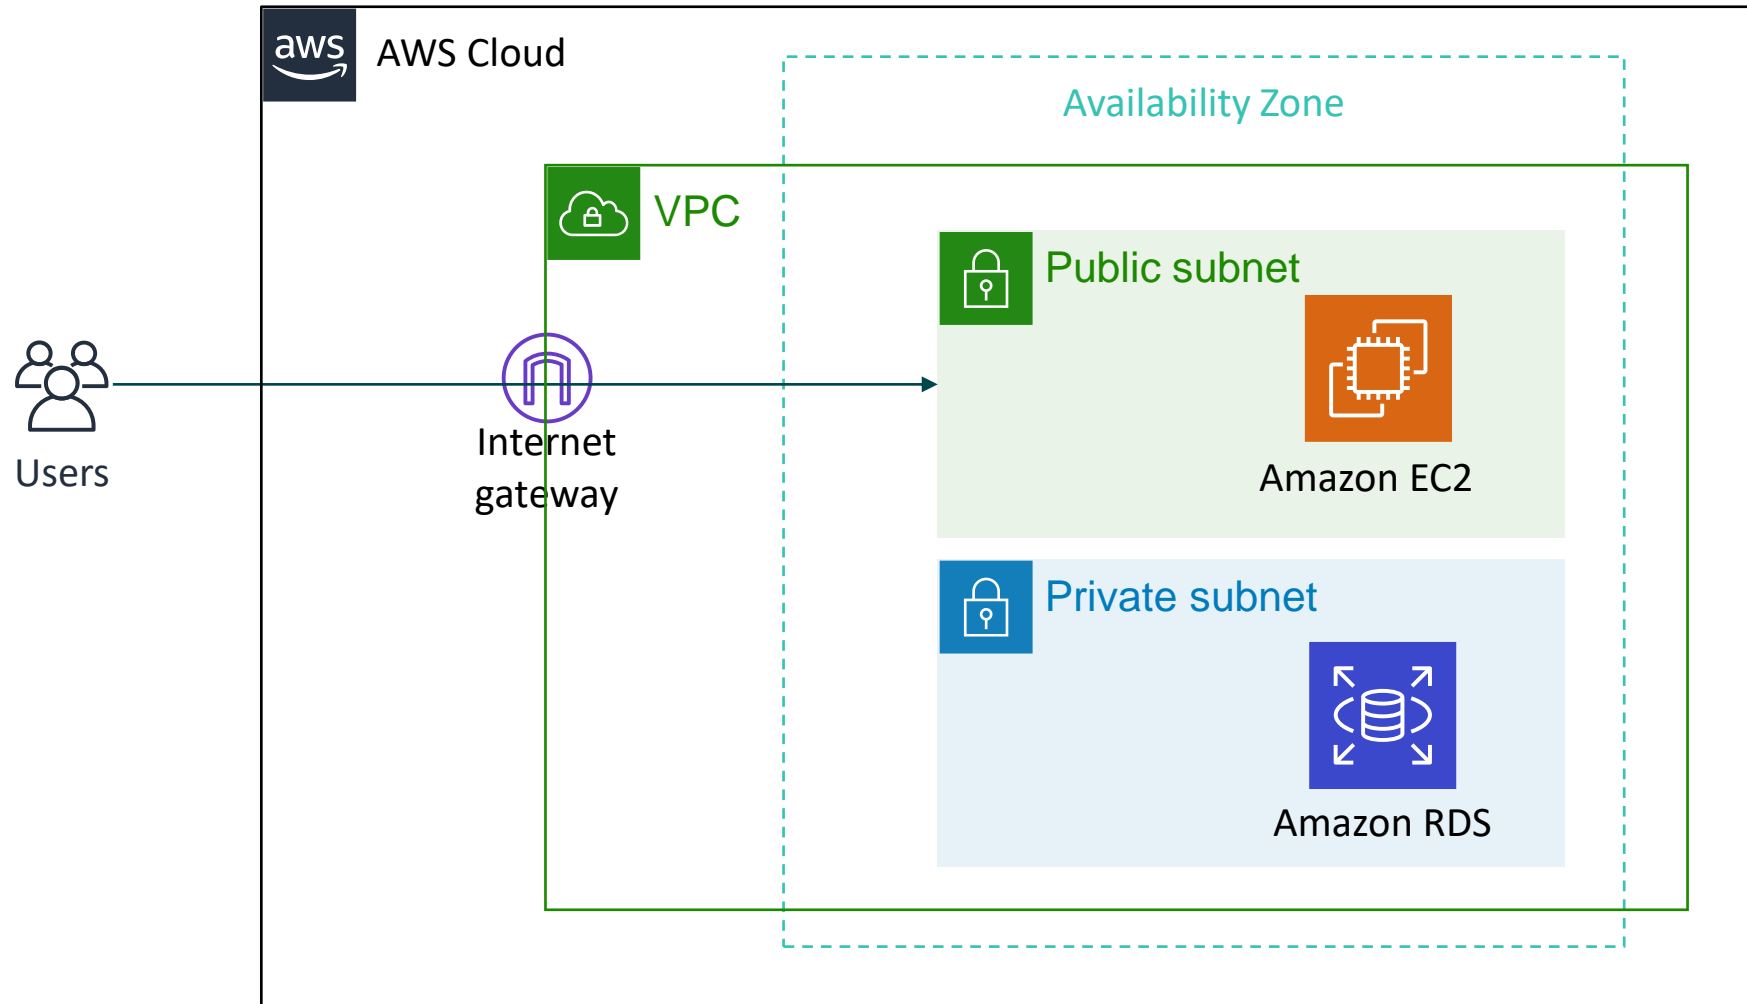 aws
AWS Cloud
Availability Zone
VPC
Public subnet
Amazon EC2
Internet
gateway
Users
Private subnet
Amazon RDS